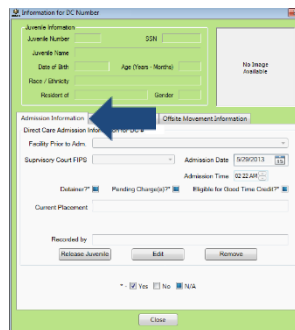 Information for DC Number
Juvenile Information
Juvenile Number SSN
Juvenile Name
Date of Birth Age (Years - Months)
Race / Ethnicity
Resident of Gender
No Image
Available
Admission Information Offsite Movement Information
Direct Care Admission Information for DC #
Facility Prior to Adm.
Suprvisory Court FIPS Admission Date 5/29/2013 15
Admission Time 02:22 AM
Detainer?* Pending Charge(s)?* Eligible for Good Time Credit?*
Current Placement
Recorded by
Release Juvenile Edit Remove
* - Yes No N/A
Close